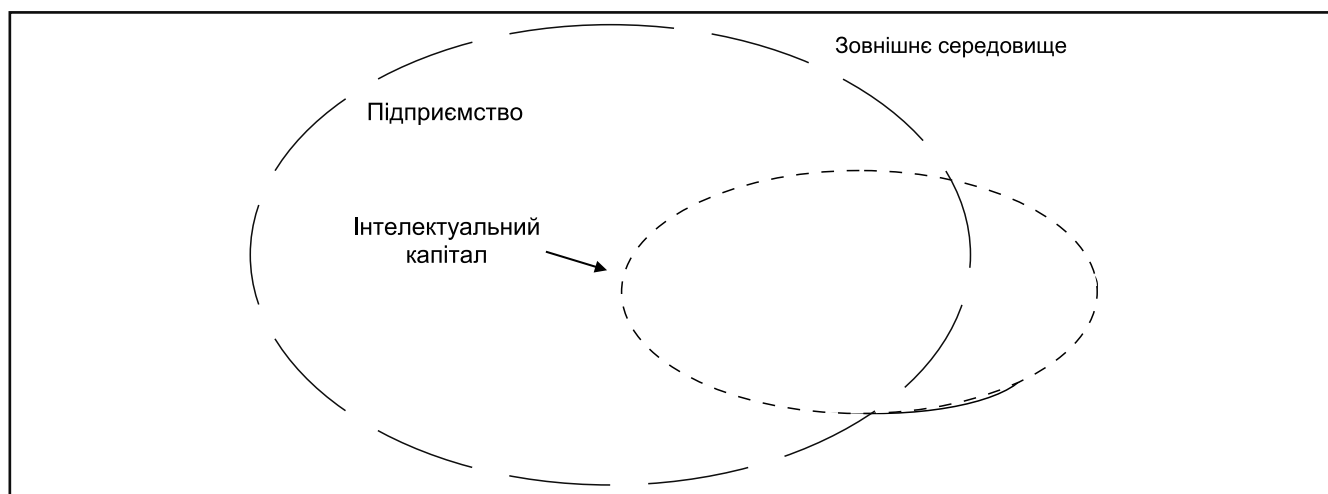 Зовнішнє середовище
Підприємство
Інтелектуальний
капітал